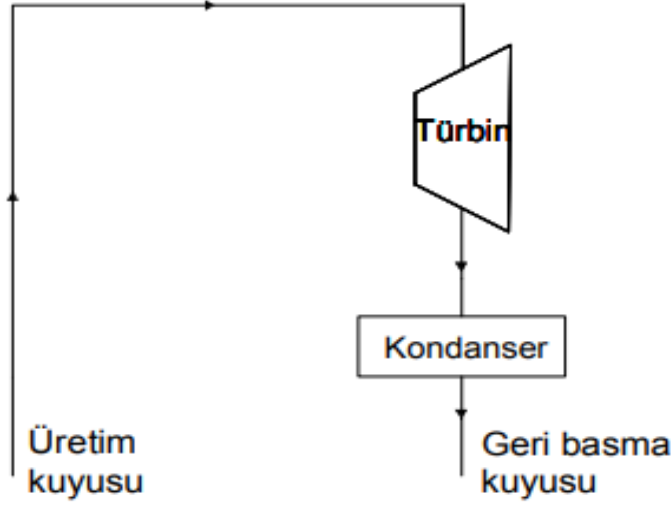 Türbin
Kondanser
Üretim
kuyusu
Geri basma
kuyusu